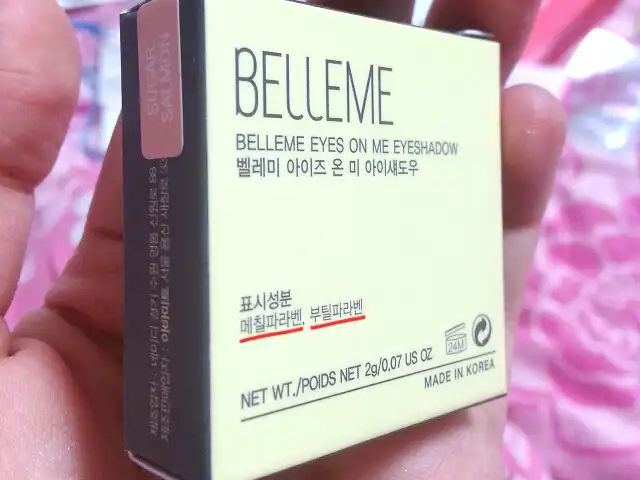 SUGAR
SALMON
BELLEME
BELLEME EYES ON ME EYESHADOW
벨레미 아이즈 온 미 아이섀도우
표시성분
메칠파라벤, 부틸파라벤
24M
NET WT./POIDS NET 2g/0.07 US OZ
MADE IN KOREA